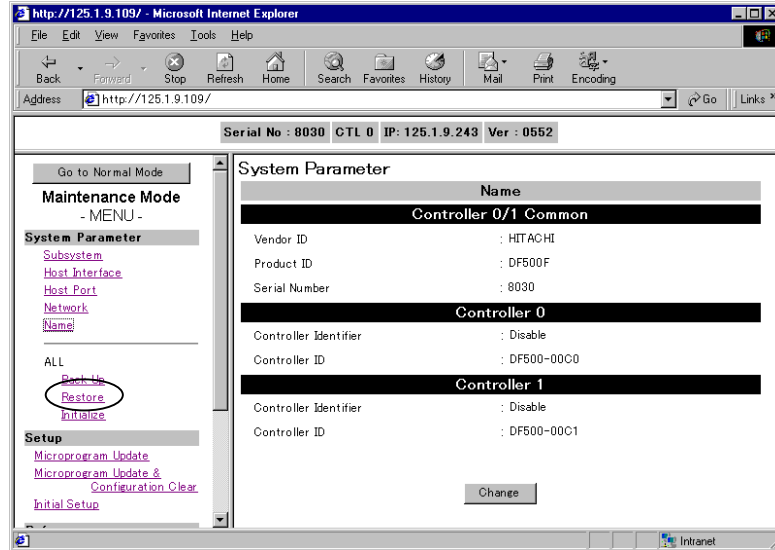 http://125.1.9.109/ - Microsoft Internet Explorer
File Edit View Favorites Tools Help
Back Forward Stop Refresh Home Search Favorites History Mail Print Encoding
Address http://125.1.9.109/ Go Links »
Serial No : 8030 CTL 0 IP: 125.1.9.243 Ver : 0552
Go to Normal Mode
Maintenance Mode
- MENU -
System Parameter
Subsystem
Host Interface
Host Port
Network
Name
ALL
Back Up
Restore
Initialize
Setup
Microprogram Update
Microprogram Update &
Configuration Clear
Initial Setup
System Parameter
Name
Controller 0/1 Common
Vendor ID : HITACHI
Product ID : DF500F
Serial Number : 8030
Controller 0
Controller Identifier : Disable
Controller ID : DF500-00C0
Controller 1
Controller Identifier : Disable
Controller ID : DF500-00C1
Change
Intranet